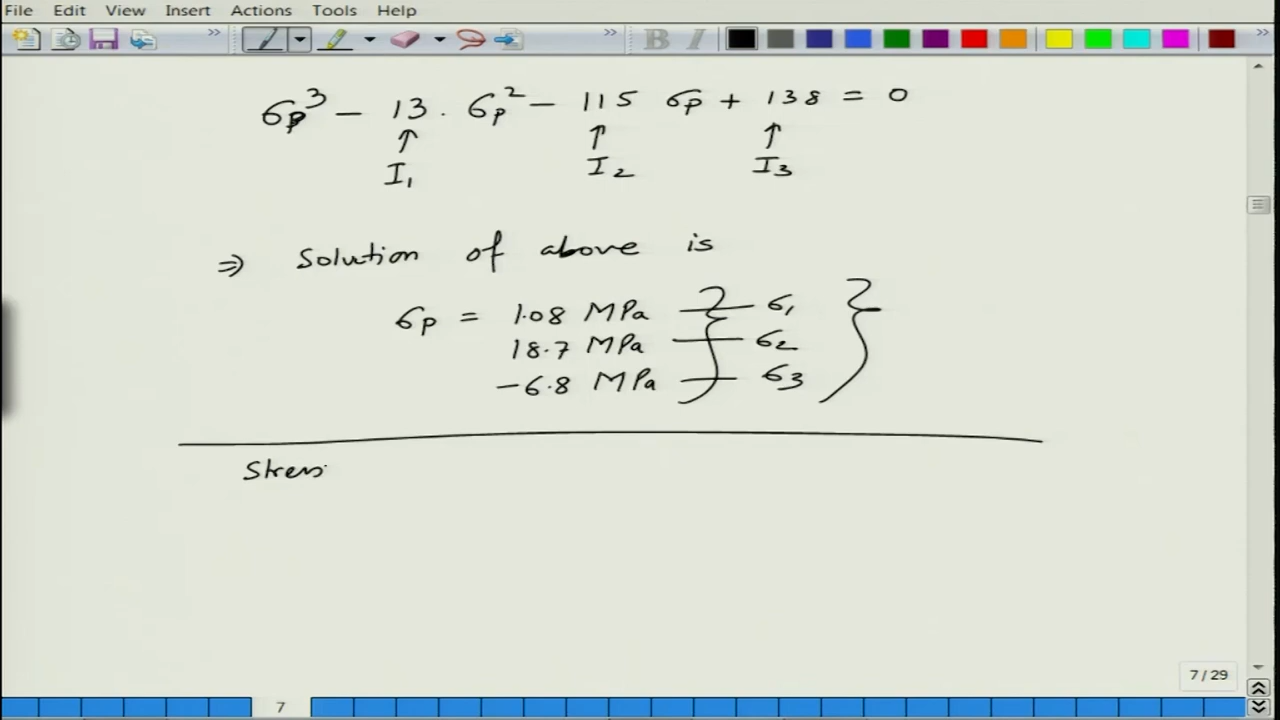 File Edit View Insert Actions Tools Help
B I
σp³ - 13 . σp² - 115 σp + 138 = 0
↑ ↑ ↑
I₁ I₂ I₃
⇒ Solution of above is
σp = 1.08 MPa — σ₁
18.7 MPa — σ₂
-6.8 MPa — σ₃
Stress
7 / 29
7